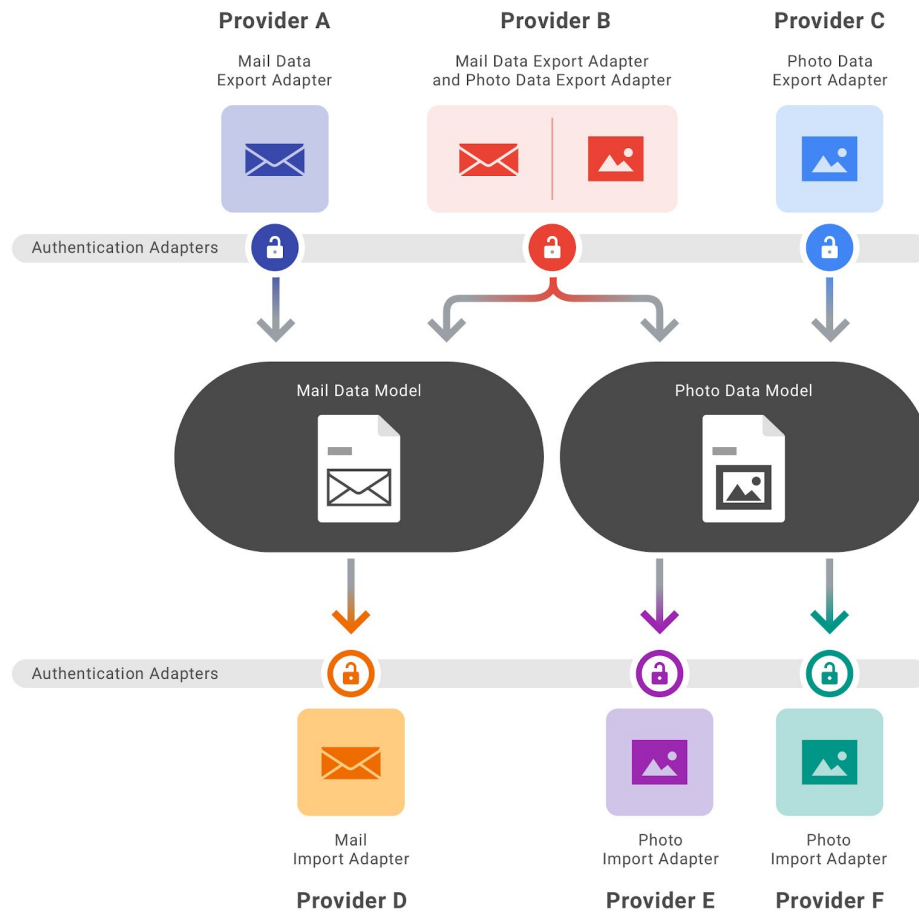 Provider A
Provider B
Provider C
Mail Data
Export Adapter
Mail Data Export Adapter
and Photo Data Export Adapter
Photo Data
Export Adapter
Authentication Adapters
Mail Data Model
Photo Data Model
Authentication Adapters
Mail
Import Adapter
Photo
Import Adapter
Photo
Import Adapter
Provider D
Provider E
Provider F